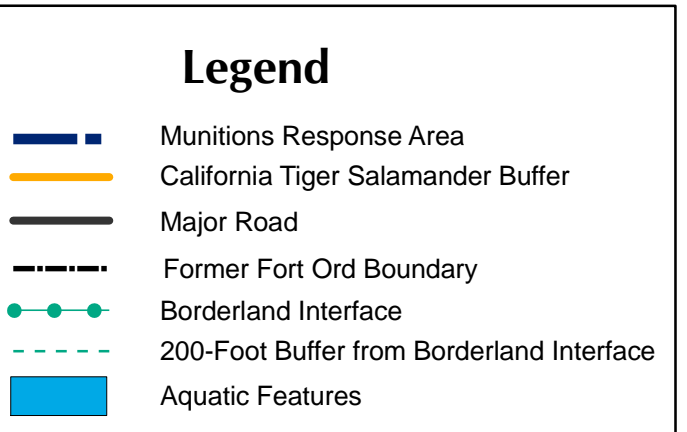 Legend
Munitions Response Area
California Tiger Salamander Buffer
Major Road
Former Fort Ord Boundary
Borderland Interface
200-Foot Buffer from Borderland Interface
Aquatic Features